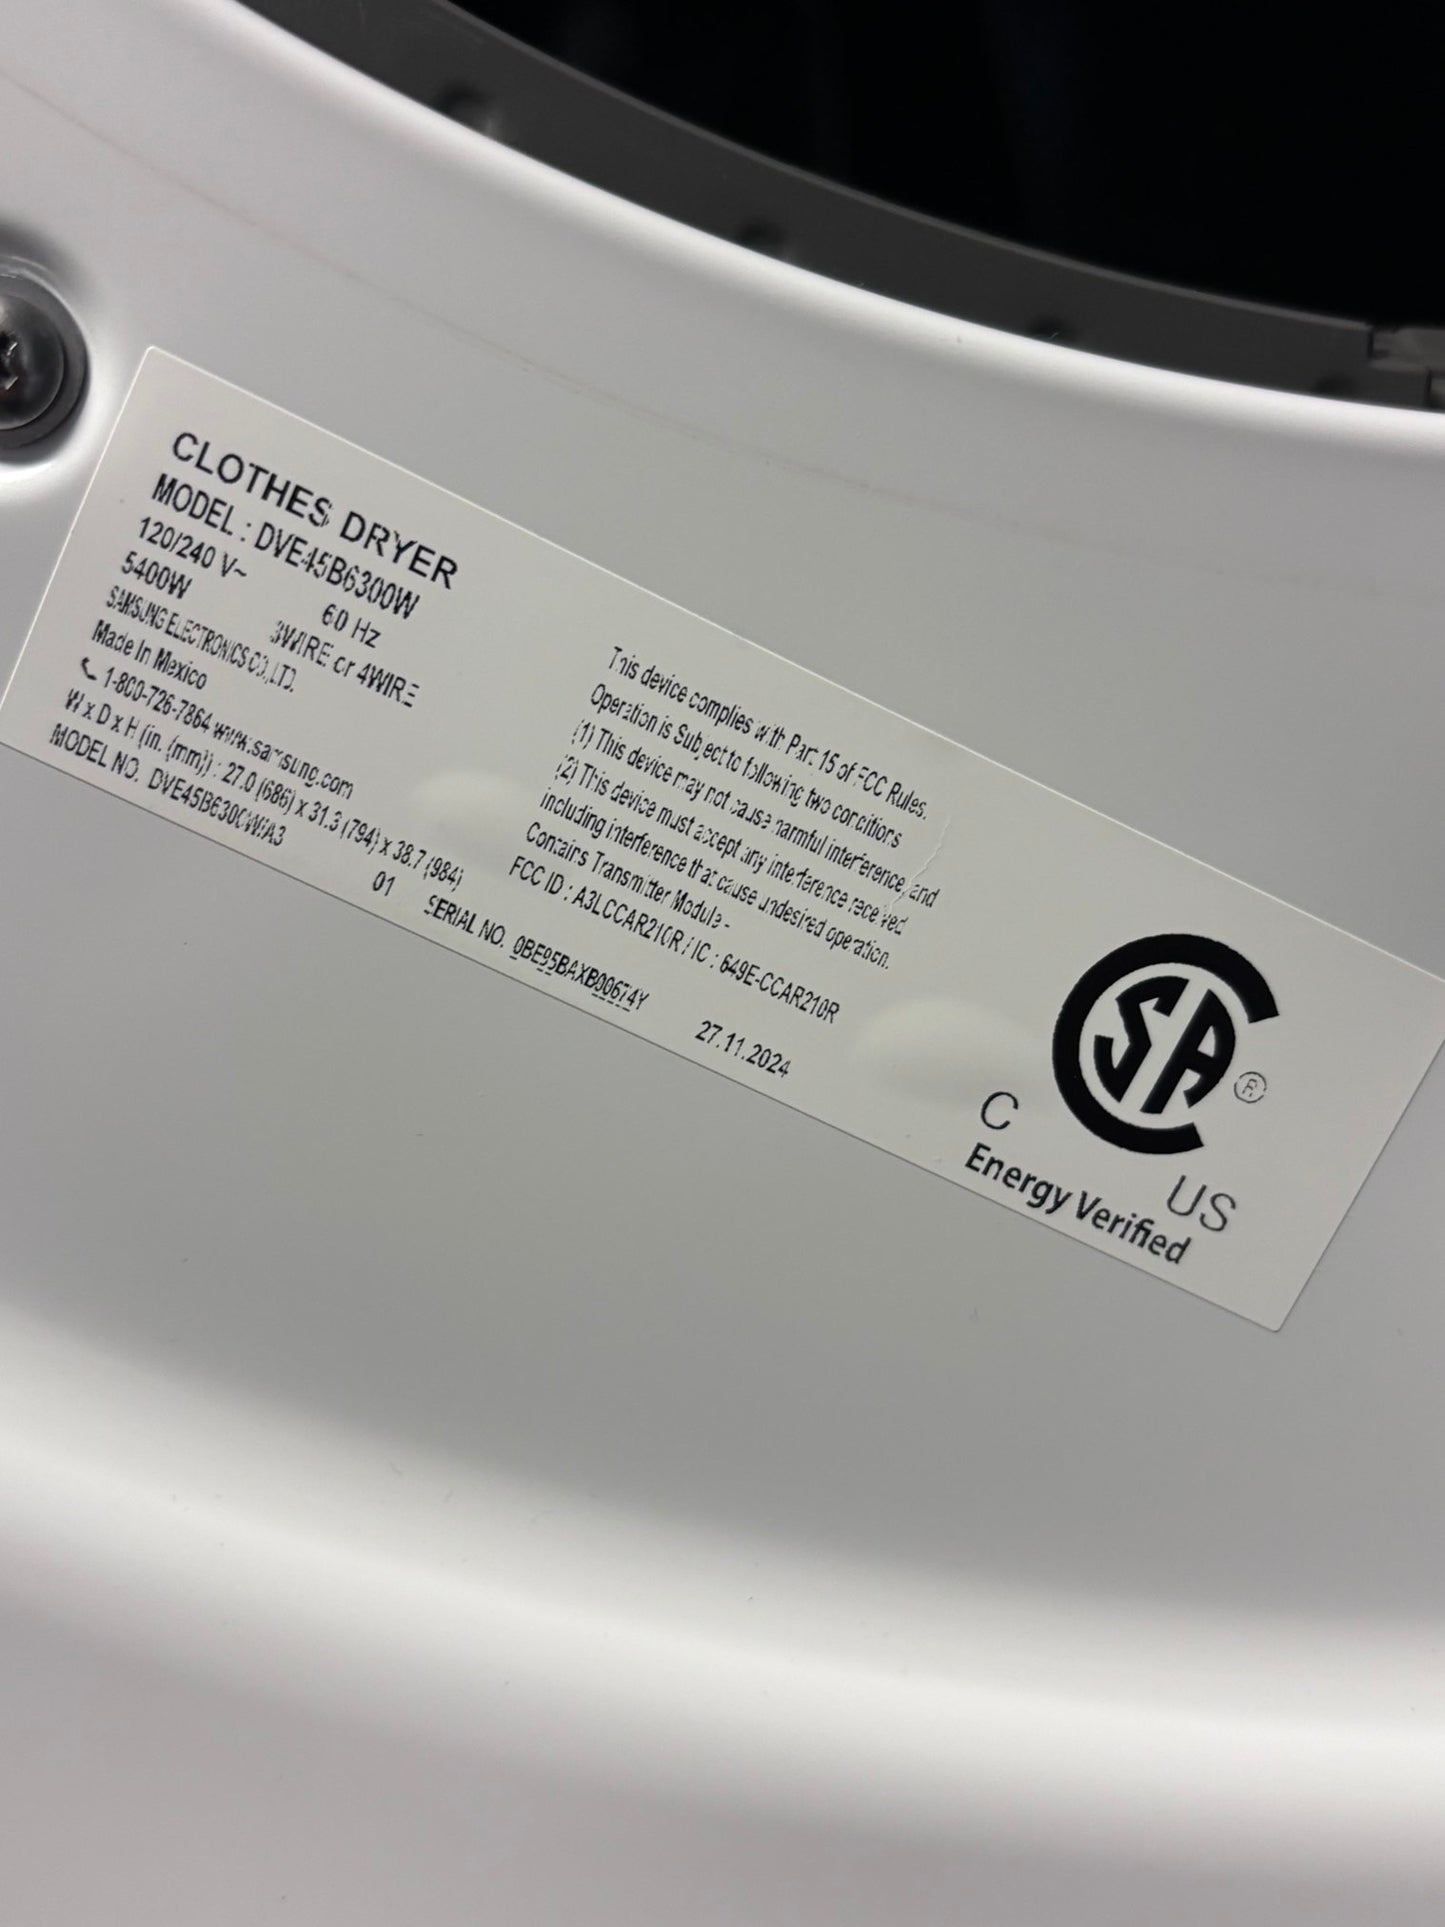 CLOTHES DRYER
MODEL : DVE45B6300W
120/240 V~ 60 Hz
5400W 3WIRE or 4WIRE
SAMSUNG ELECTRONICS CO.,LTD.
Made In Mexico
1-800-726-7864 www.samsung.com
W x D x H (in. (mm)) : 27.0 (686) x 31.3 (794) x 38.7 (984)
MODEL NO. DVE45B6300W/A3 01 SERIAL NO. 0BE95BAXB00674Y 27.11.2024
This device complies with Part 15 of FCC Rules.
Operation is Subject to following two conditions
(1) This device may not cause harmful interference, and
(2) This device must accept any interference received
including interference that cause undesired operation.
Contains Transmitter Module -
FCC ID : A3LCCAR210R / IC : 649E-CCAR210R
CSA ®
C US
Energy Verified